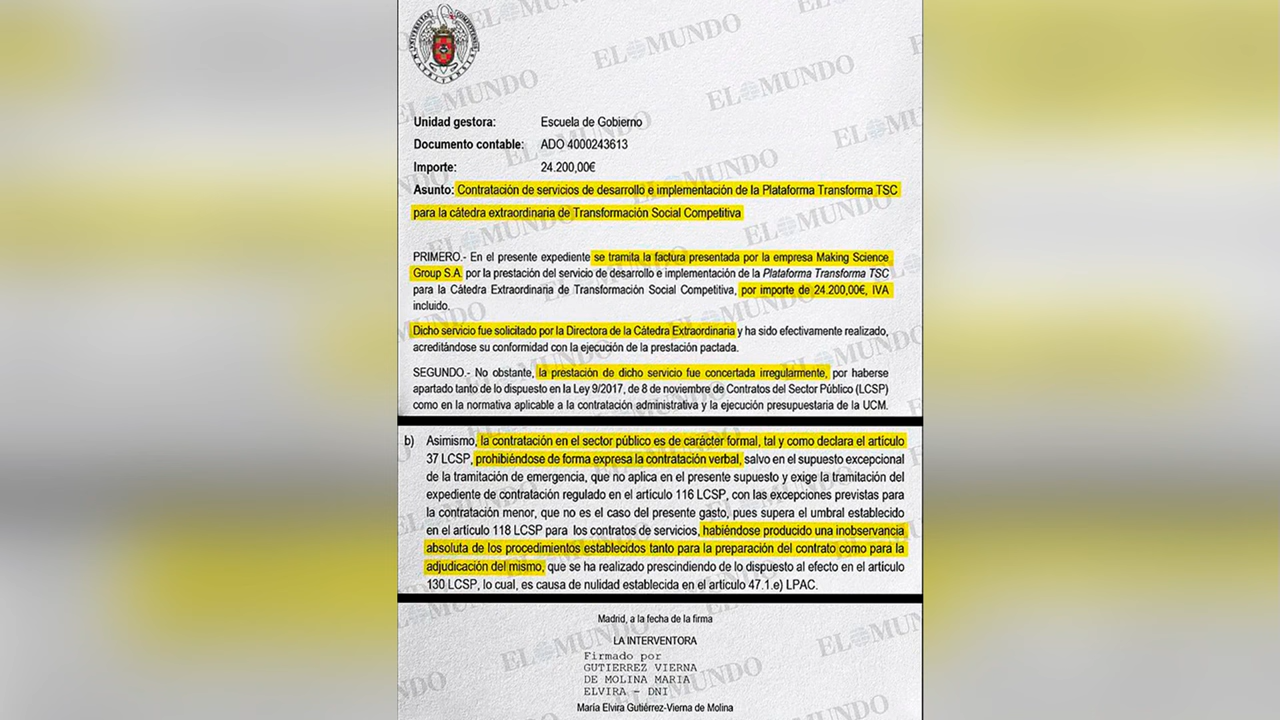 Unidad gestora: Escuela de Gobierno
Documento contable: ADO 4000243613
Importe: 24.200,00€
Asunto: Contratación de servicios de desarrollo e implementación de la Plataforma Transforma TSC
para la cátedra extraordinaria de Transformación Social Competitiva
PRIMERO.- En el presente expediente se tramita la factura presentada por la empresa Making Science
Group S.A. por la prestación del servicio de desarrollo e implementación de la Plataforma Transforma TSC
para la Cátedra Extraordinaria de Transformación Social Competitiva, por importe de 24.200,00€, IVA
incluido.
Dicho servicio fue solicitado por la Directora de la Cátedra Extraordinaria y ha sido efectivamente realizado,
acreditándose su conformidad con la ejecución de la prestación pactada.
SEGUNDO.- No obstante, la prestación de dicho servicio fue concertada irregularmente, por haberse
apartado tanto de lo dispuesto en la Ley 9/2017, de 8 de noviembre de Contratos del Sector Público (LCSP)
como en la normativa aplicable a la contratación administrativa y la ejecución presupuestaria de la UCM.
b) Asimismo, la contratación en el sector público es de carácter formal, tal y como declara el artículo
37 LCSP, prohibiéndose de forma expresa la contratación verbal, salvo en el supuesto excepcional
de la tramitación de emergencia, que no aplica en el presente supuesto y exige la tramitación del
expediente de contratación regulado en el artículo 116 LCSP, con las excepciones previstas para
la contratación menor, que no es el caso del presente gasto, pues supera el umbral establecido
en el artículo 118 LCSP para los contratos de servicios, habiéndose producido una inobservancia
absoluta de los procedimientos establecidos tanto para la preparación del contrato como para la
adjudicación del mismo, que se ha realizado prescindiendo de lo dispuesto al efecto en el artículo
130 LCSP, lo cual, es causa de nulidad establecida en el artículo 47.1.e) LPAC.
Madrid, a la fecha de la firma
LA INTERVENTORA
Firmado por
GUTIERREZ VIERNA
DE MOLINA MARIA
ELVIRA - DNI
María Elvira Gutiérrez-Vierna de Molina
EL MUNDO